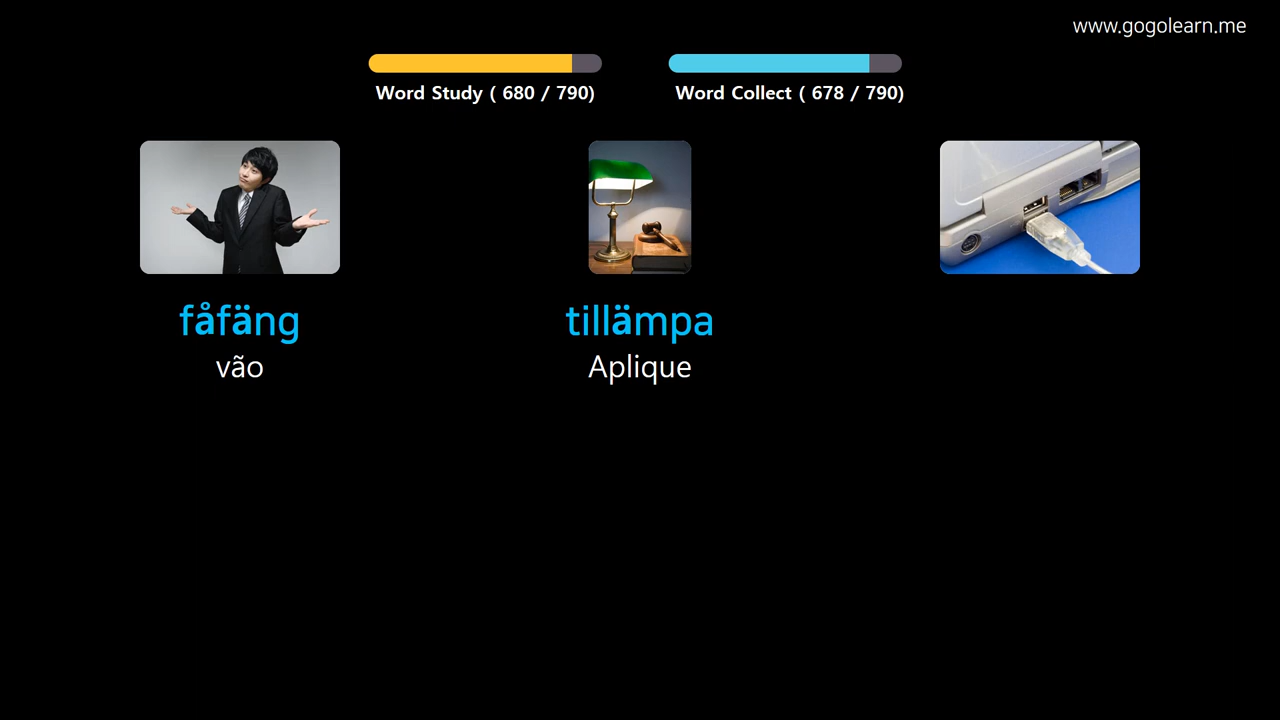 www.gogolearn.me
Word Study ( 680 / 790)
Word Collect ( 678 / 790)
fåfäng
vão
tillämpa
Aplique